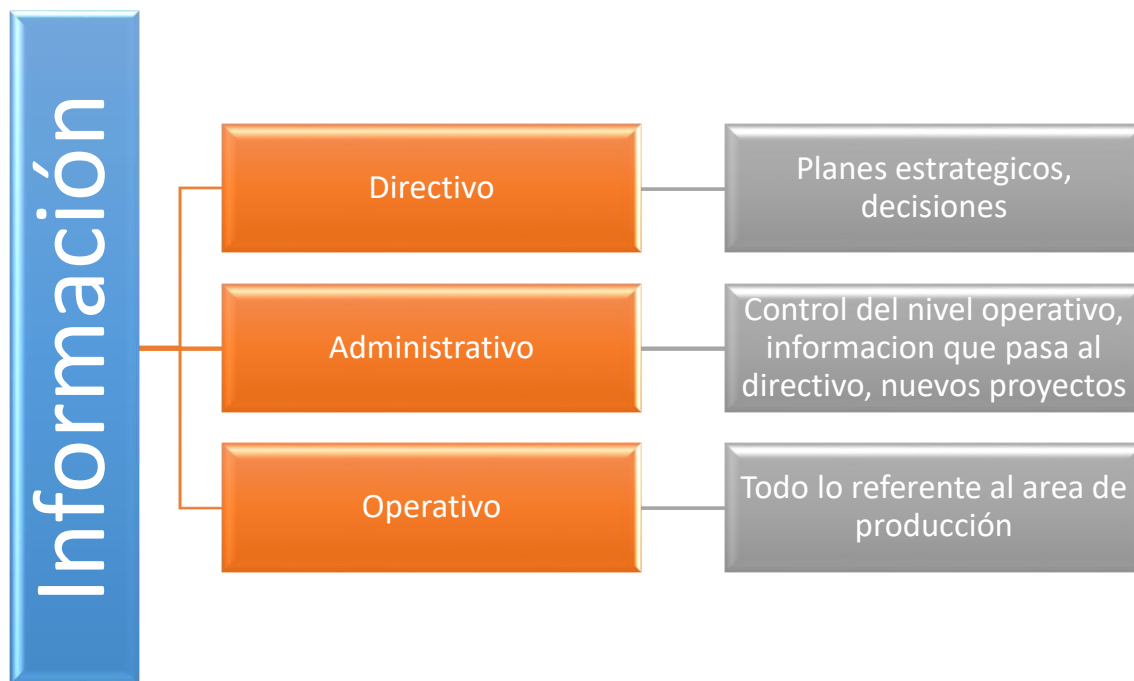 Información
Directivo
Planes estrategicos,
decisiones
Administrativo
Control del nivel operativo,
informacion que pasa al
directivo, nuevos proyectos
Operativo
Todo lo referente al area de
producción